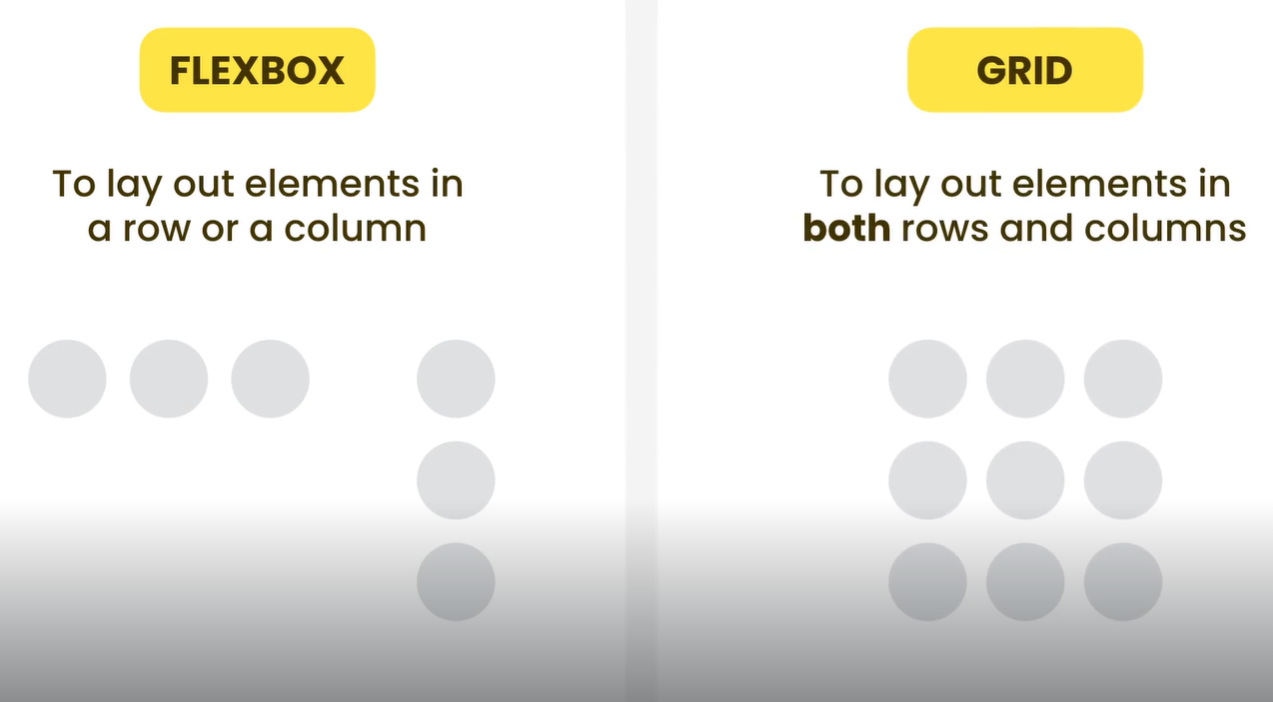 FLEXBOX
To lay out elements in
a row or a column
GRID
To lay out elements in
both rows and columns